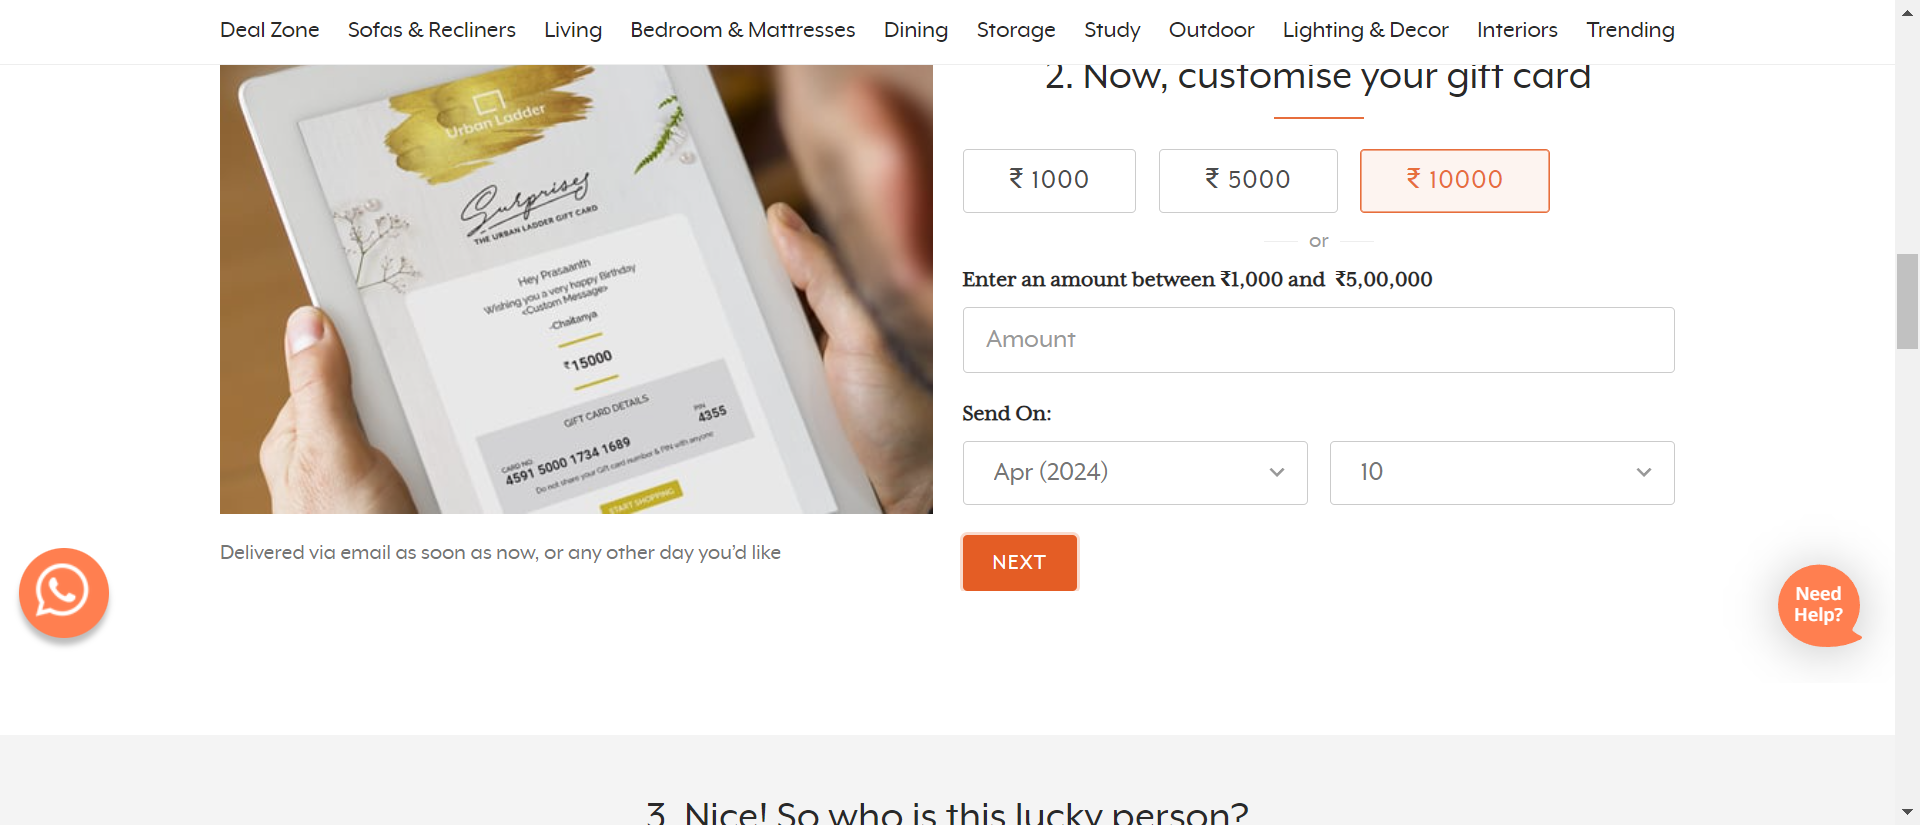 Deal Zone Sofas & Recliners Living Bedroom & Mattresses Dining Storage Study Outdoor Lighting & Decor Interiors Trending
Urban Ladder
Surprises
THE URBAN LADDER GIFT CARD
Hey Prasaanth
Wishing you a very happy Birthday
<Custom Message>
-Chaitanya
₹15000
GIFT CARD DETAILS
CARD NO.
4591 5000 1734 1689
PIN
4355
Do not share your Gift card number & PIN with anyone
START SHOPPING
Delivered via email as soon as now, or any other day you'd like
2. Now, customise your gift card
₹ 1000 ₹ 5000 ₹ 10000
or
Enter an amount between ₹1,000 and ₹5,00,000
Amount
Send On:
Apr (2024) 10
NEXT
Need
Help?
3. Nice! So who is this lucky person?